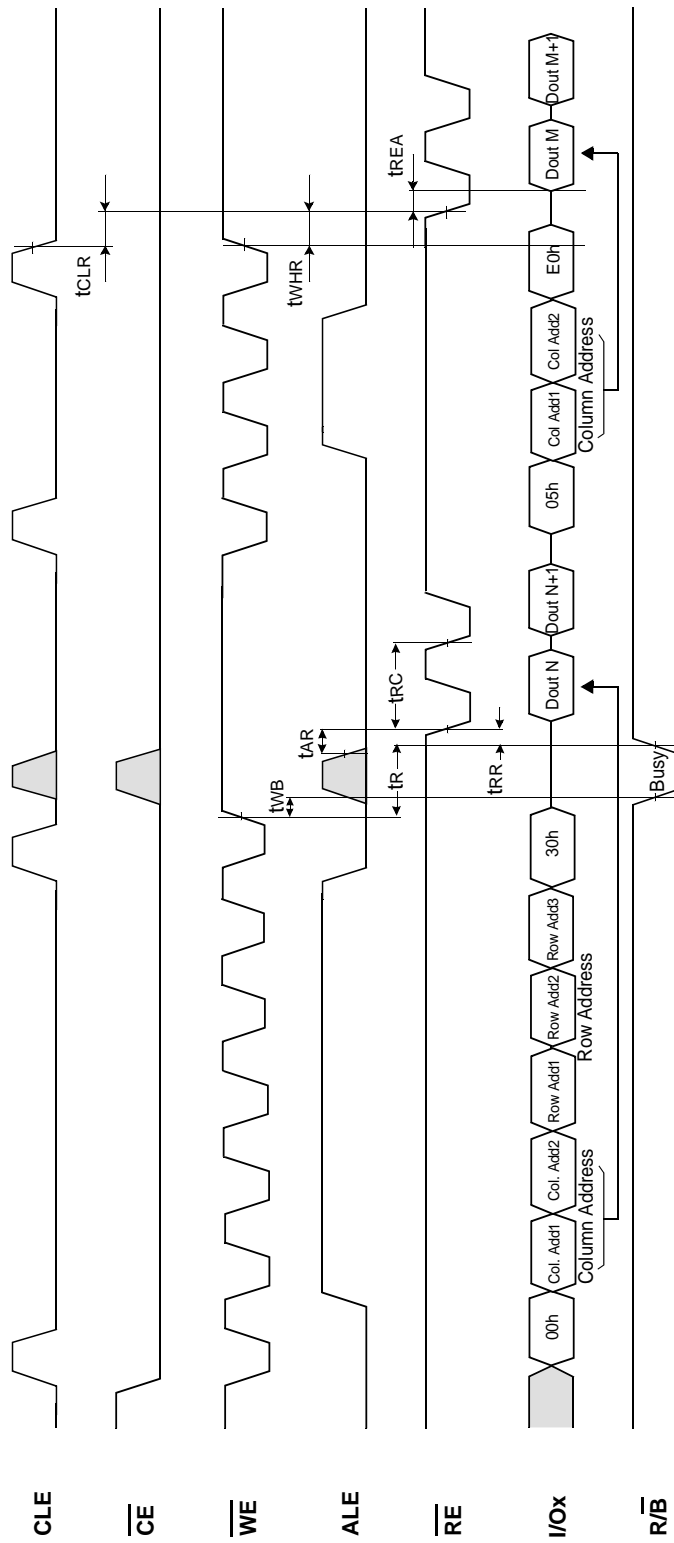 CLE
tCLR
CE
WE
tWB
tWHR
ALE
tAR
RE
tR
tRC
tREA
tRR
I/Ox
00h
Col. Add1
Col. Add2
Row Add1
Row Add2
Row Add3
30h
Dout N
Dout N+1
05h
Col Add1
Col Add2
E0h
Dout M
Dout M+1
Column Address
Row Address
Column Address
R/B
Busy